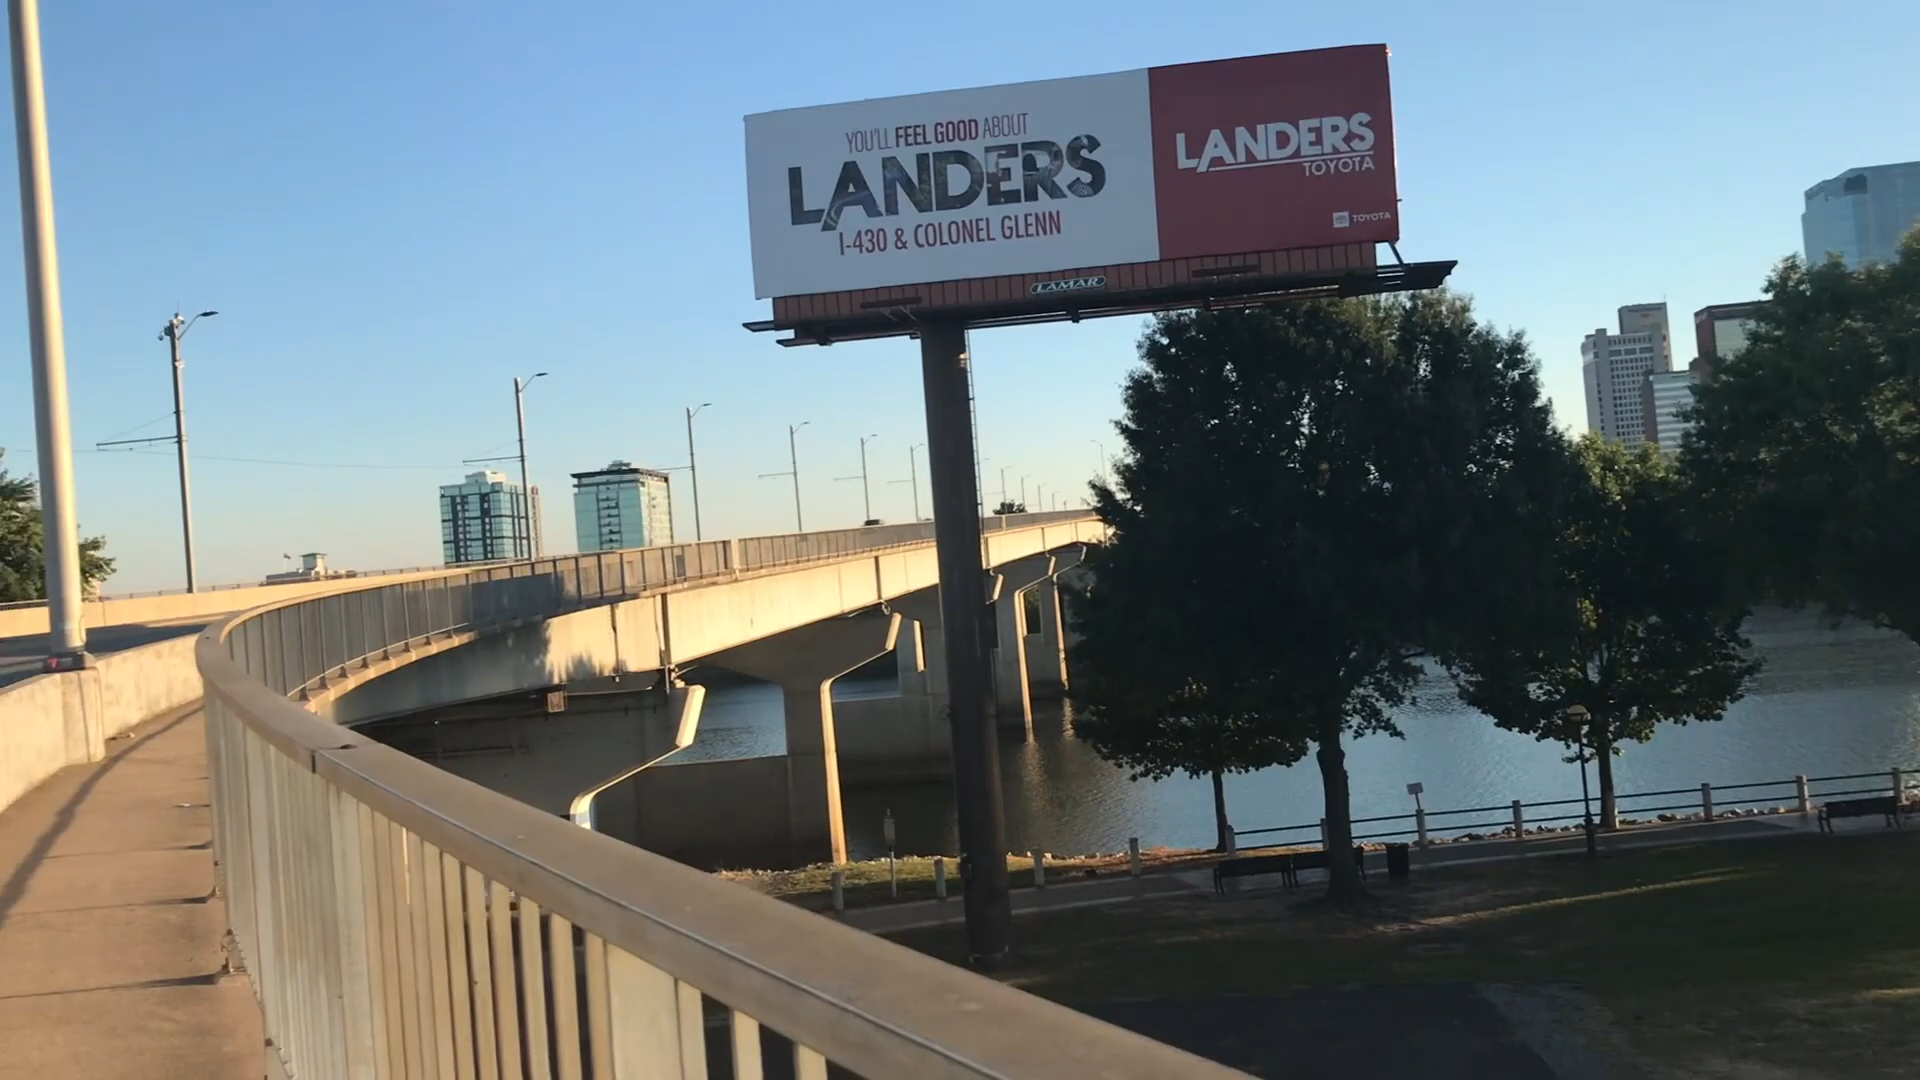 YOU'LL FEEL GOOD ABOUT
LANDERS
I-430 & COLONEL GLENN
LANDERS
TOYOTA
TOYOTA
LAMAR